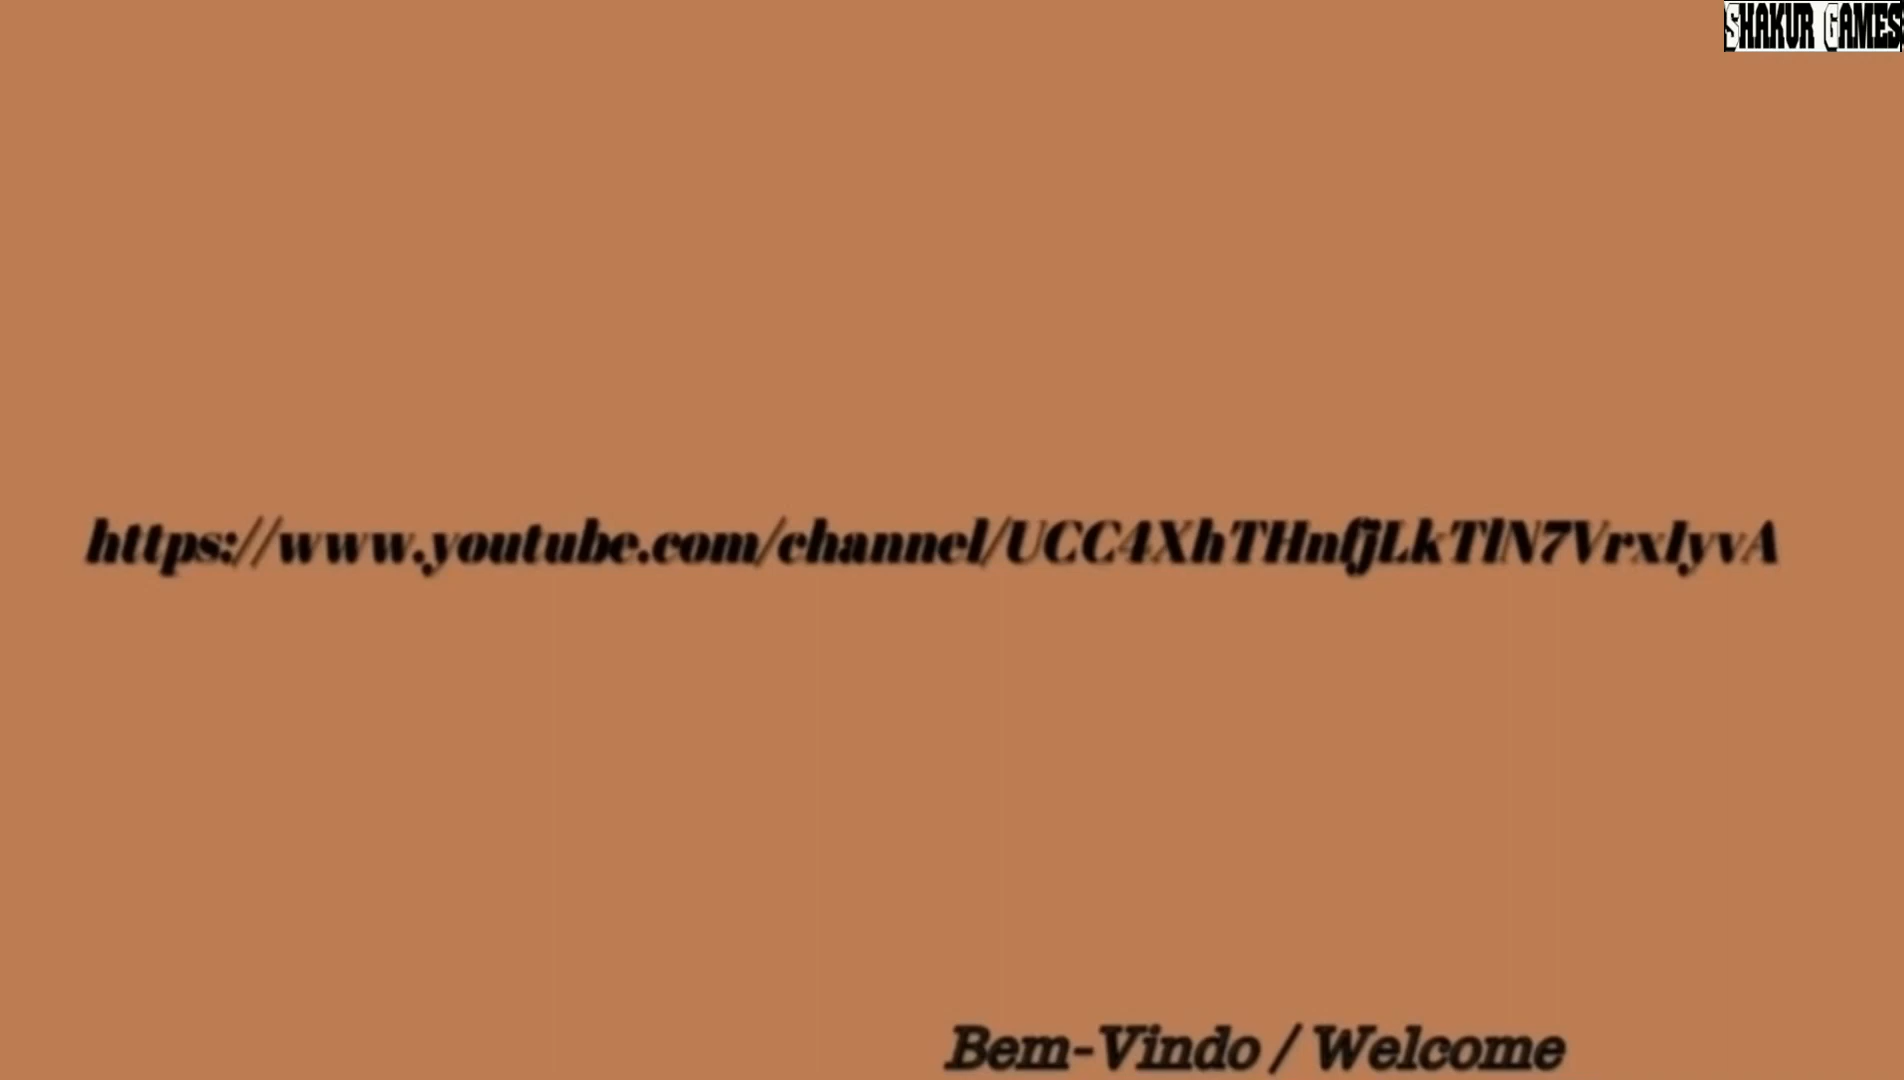 SHAKUR GAMES
https://www.youtube.com/channel/UCC4XhTHnfjLkTlN7VrxIyvA
Bem-Vindo / Welcome